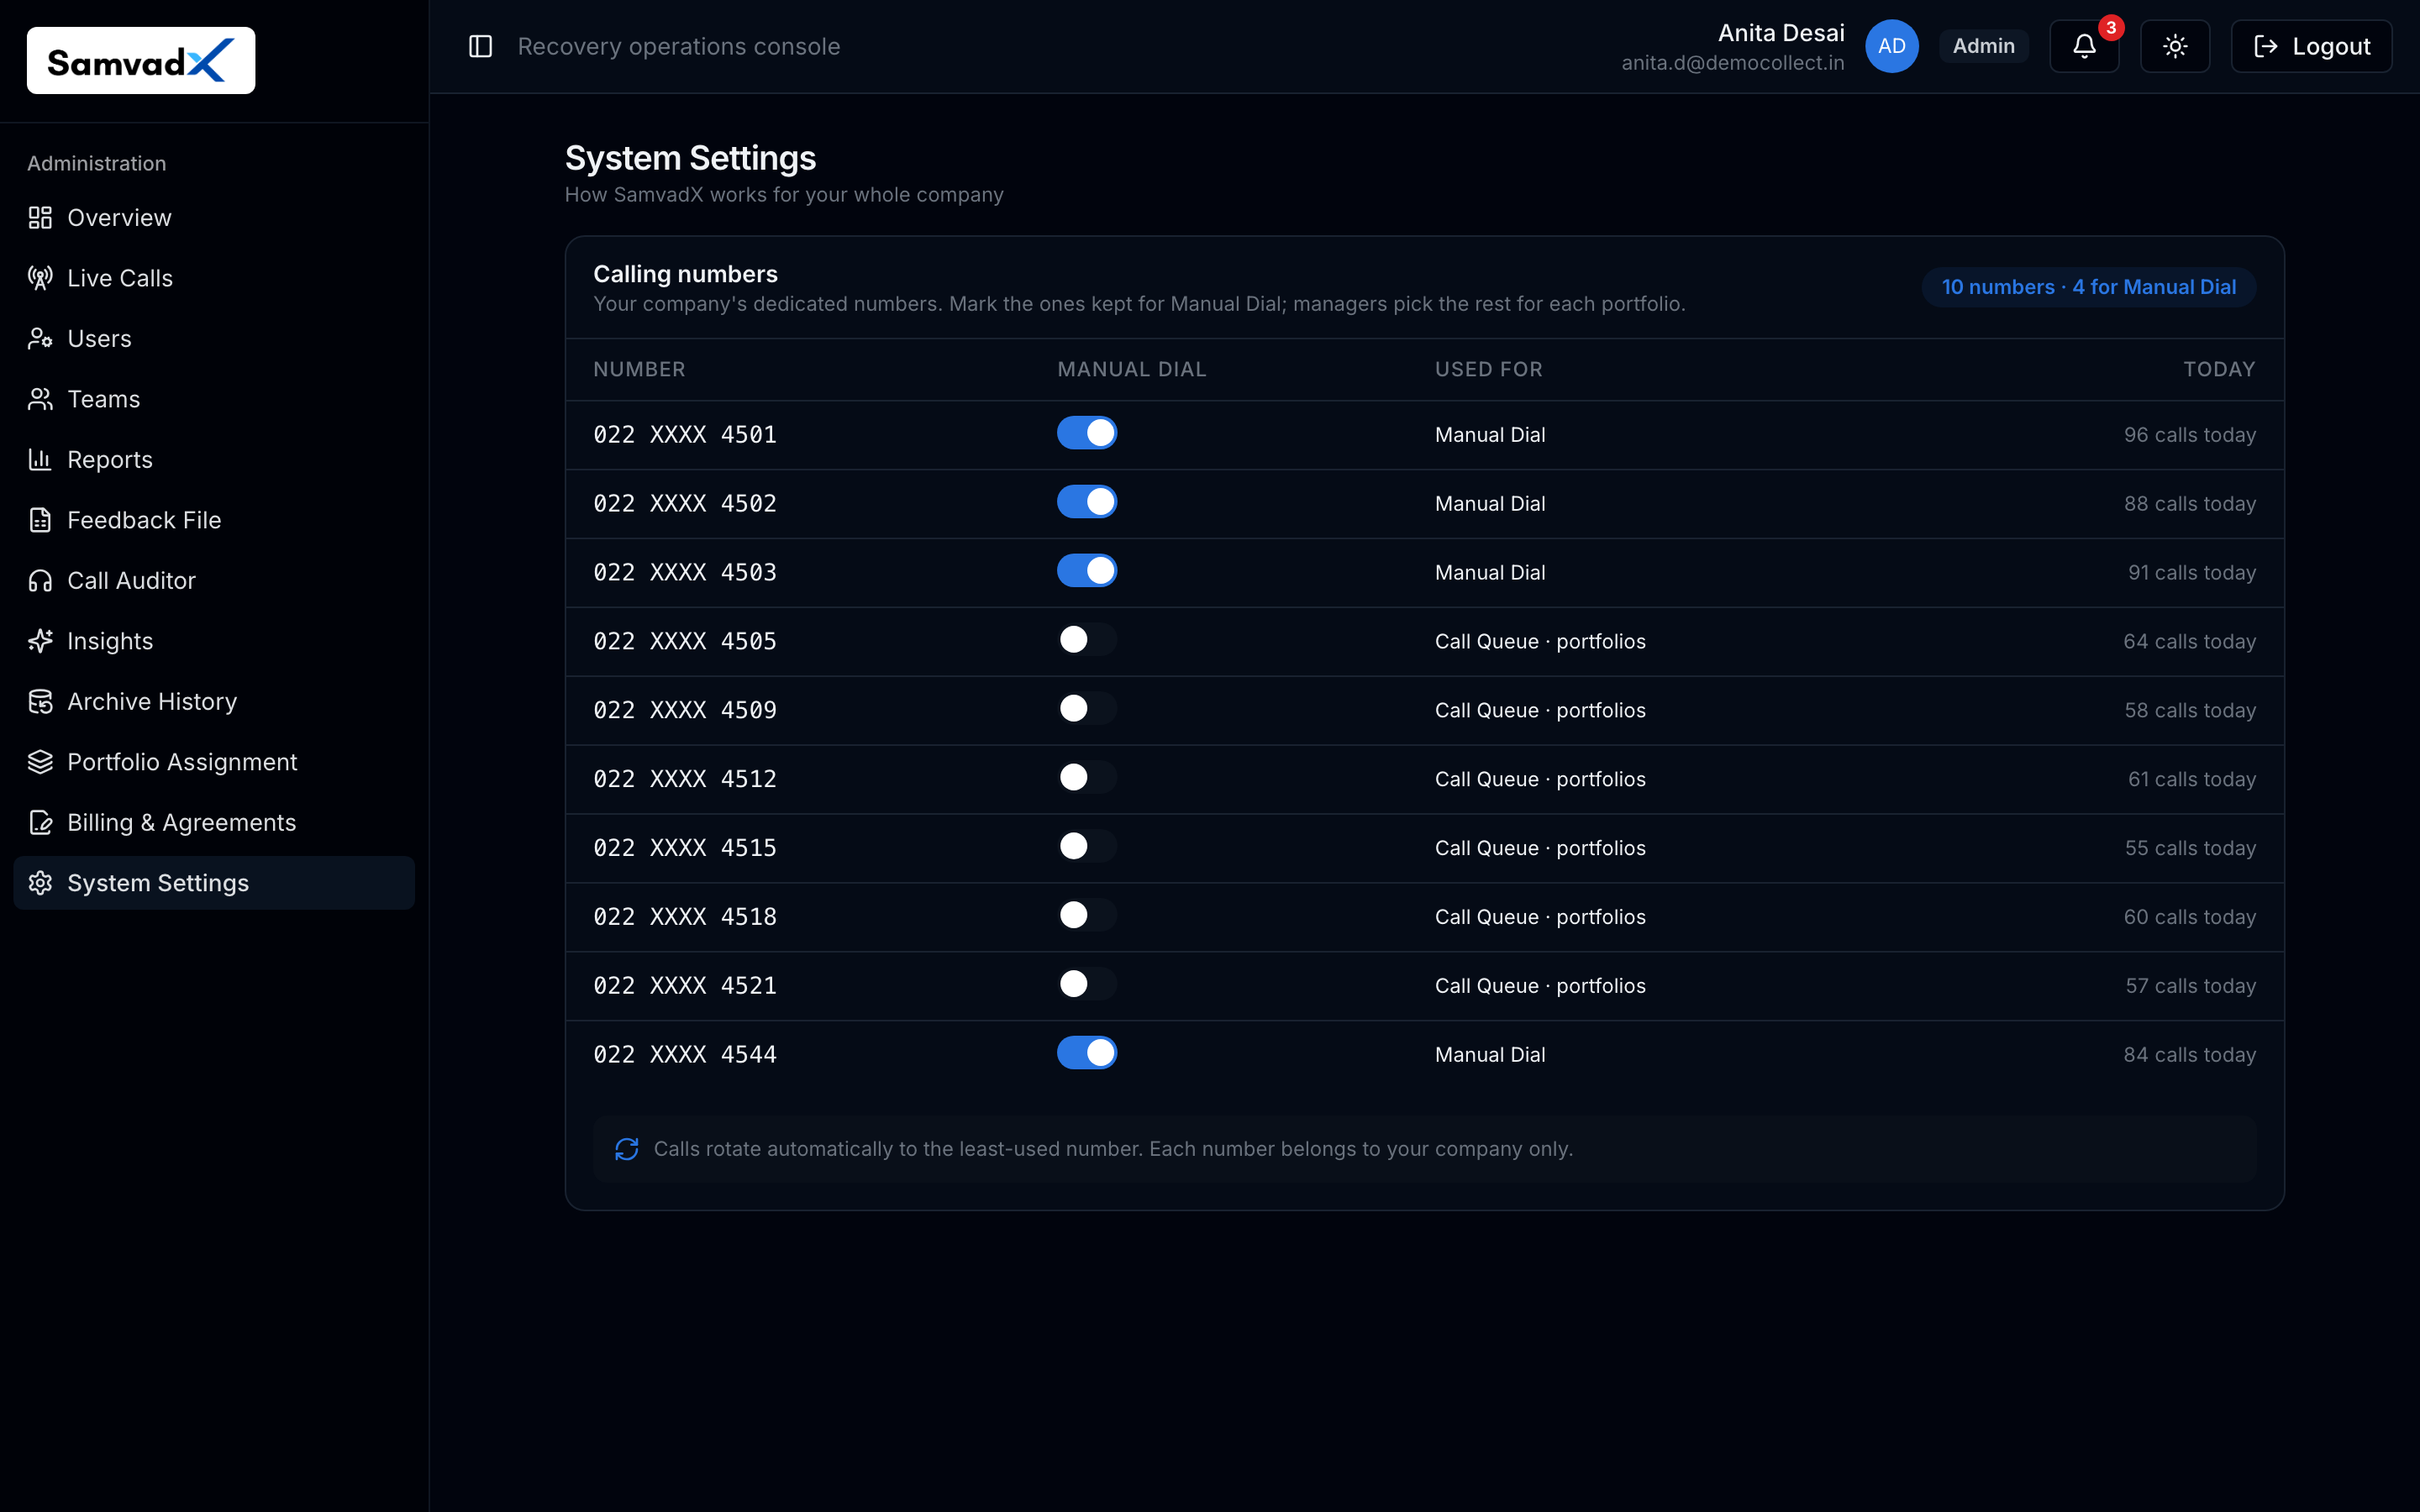 SamvadX
Recovery operations console
Anita Desai
anita.d@democollect.in
AD
Admin
3
Logout
Administration
Overview
Live Calls
Users
Teams
Reports
Feedback File
Call Auditor
Insights
Archive History
Portfolio Assignment
Billing & Agreements
System Settings
System Settings
How SamvadX works for your whole company
Calling numbers
Your company's dedicated numbers. Mark the ones kept for Manual Dial; managers pick the rest for each portfolio.
10 numbers · 4 for Manual Dial
NUMBER MANUAL DIAL USED FOR TODAY
022 XXXX 4501 Manual Dial 96 calls today
022 XXXX 4502 Manual Dial 88 calls today
022 XXXX 4503 Manual Dial 91 calls today
022 XXXX 4505 Call Queue · portfolios 64 calls today
022 XXXX 4509 Call Queue · portfolios 58 calls today
022 XXXX 4512 Call Queue · portfolios 61 calls today
022 XXXX 4515 Call Queue · portfolios 55 calls today
022 XXXX 4518 Call Queue · portfolios 60 calls today
022 XXXX 4521 Call Queue · portfolios 57 calls today
022 XXXX 4544 Manual Dial 84 calls today
Calls rotate automatically to the least-used number. Each number belongs to your company only.